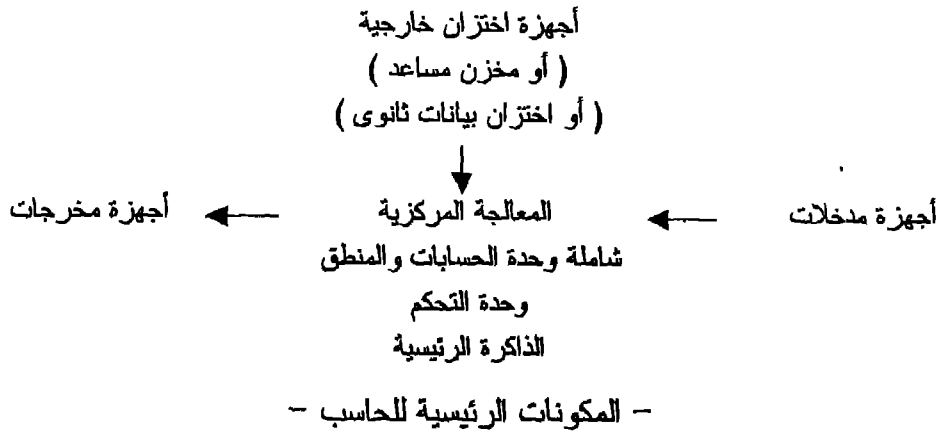 أجهزة اختزان خارجية
( أو مخزن مساعد )
( أو اختزان بيانات ثانوى )
أجهزة مدخلات
المعالجة المركزية
أجهزة مخرجات
شاملة وحدة الحسابات والمنطق
وحدة التحكم
الذاكرة الرئيسية
- المكونات الرئيسية للحاسب -